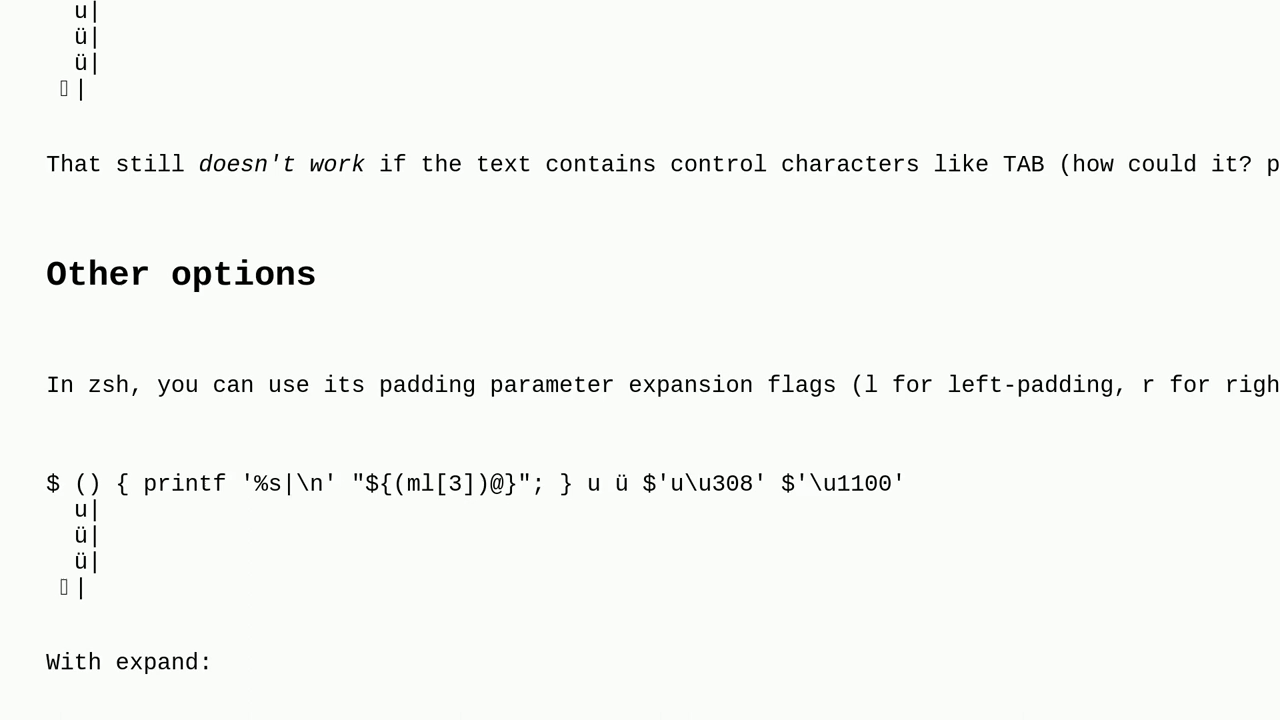 u|
ü|
ü|
|
That still doesn't work if the text contains control characters like TAB (how could it? p
Other options
In zsh, you can use its padding parameter expansion flags (l for left-padding, r for righ
$ () { printf '%s|\n' "${(ml[3])@}"; } u ü $'u\u308' $'\u1100'
u|
ü|
ü|
|
With expand: